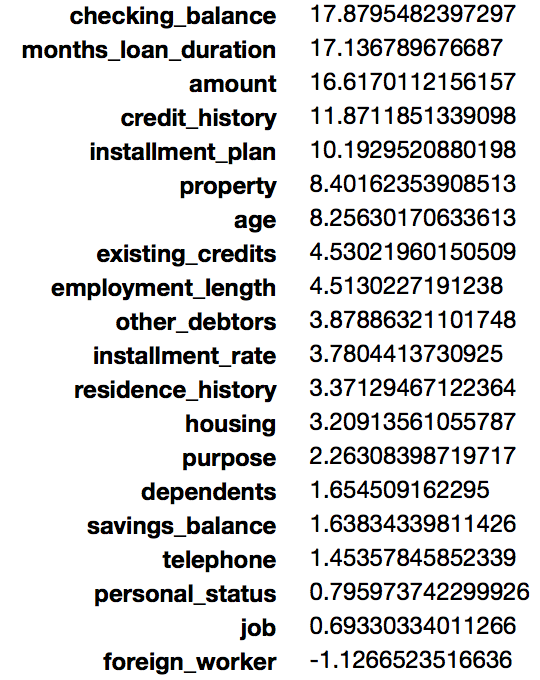 checking_balance 17.8795482397297
months_loan_duration 17.136789676687
amount 16.6170112156157
credit_history 11.8711851339098
installment_plan 10.1929520880198
property 8.40162353908513
age 8.25630170633613
existing_credits 4.53021960150509
employment_length 4.5130227191238
other_debtors 3.87886321101748
installment_rate 3.7804413730925
residence_history 3.37129467122364
housing 3.20913561055787
purpose 2.26308398719717
dependents 1.654509162295
savings_balance 1.63834339811426
telephone 1.45357845852339
personal_status 0.795973742299926
job 0.69330334011266
foreign_worker -1.1266523516636